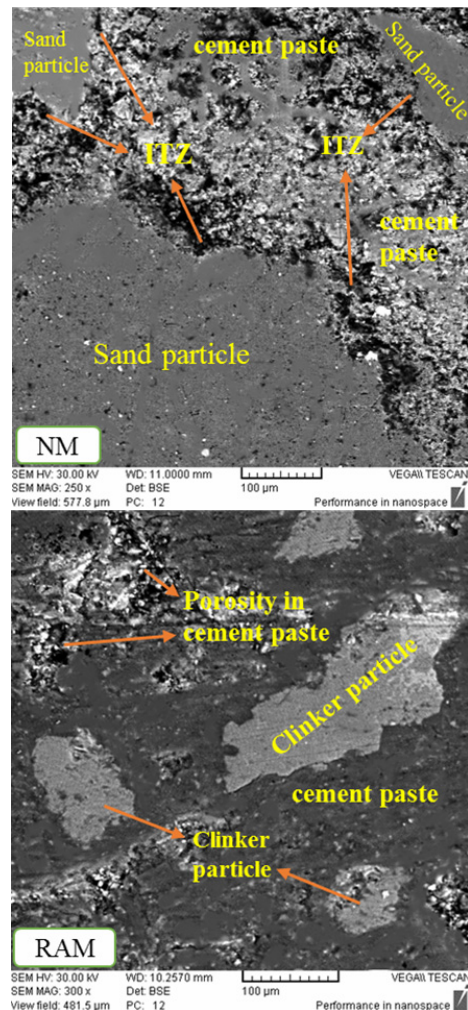 Sand
particle
cement paste
Sand particle
ITZ
ITZ
cement
paste
Sand particle
NM
SEM HV: 30.00 kV WD: 11.0000 mm VEGA\\ TESCAN
SEM MAG: 250 x Det: BSE 100 µm
View field: 577.8 µm PC: 12 Performance in nanospace
Porosity in
cement paste
Clinker particle
cement paste
Clinker
particle
RAM
SEM HV: 30.00 kV WD: 10.2570 mm VEGA\\ TESCAN
SEM MAG: 300 x Det: BSE 100 µm
View field: 481.5 µm PC: 12 Performance in nanospace